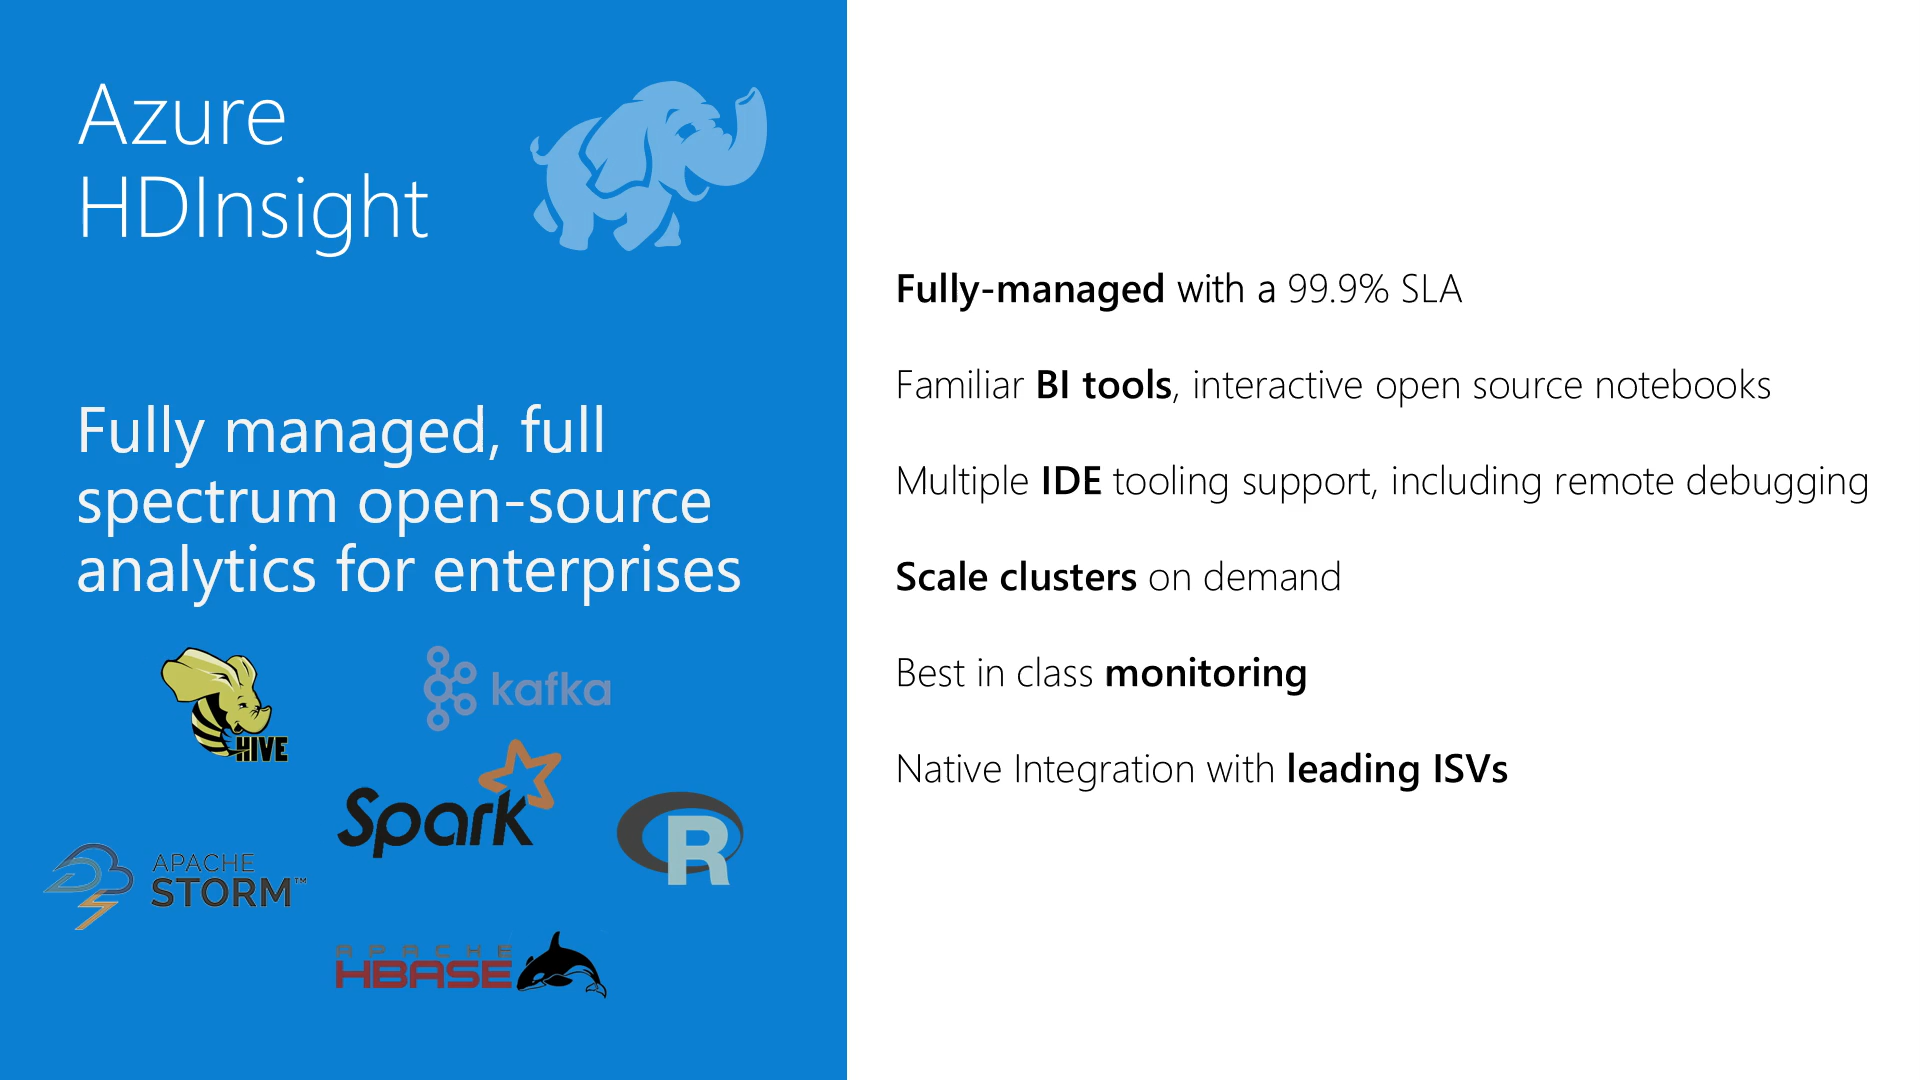 Azure
HDInsight
Fully managed, full
spectrum open-source
analytics for enterprises
HIVE
kafka
Spark
R
APACHE
STORM™
APACHE
HBASE
Fully-managed with a 99.9% SLA
Familiar BI tools, interactive open source notebooks
Multiple IDE tooling support, including remote debugging
Scale clusters on demand
Best in class monitoring
Native Integration with leading ISVs